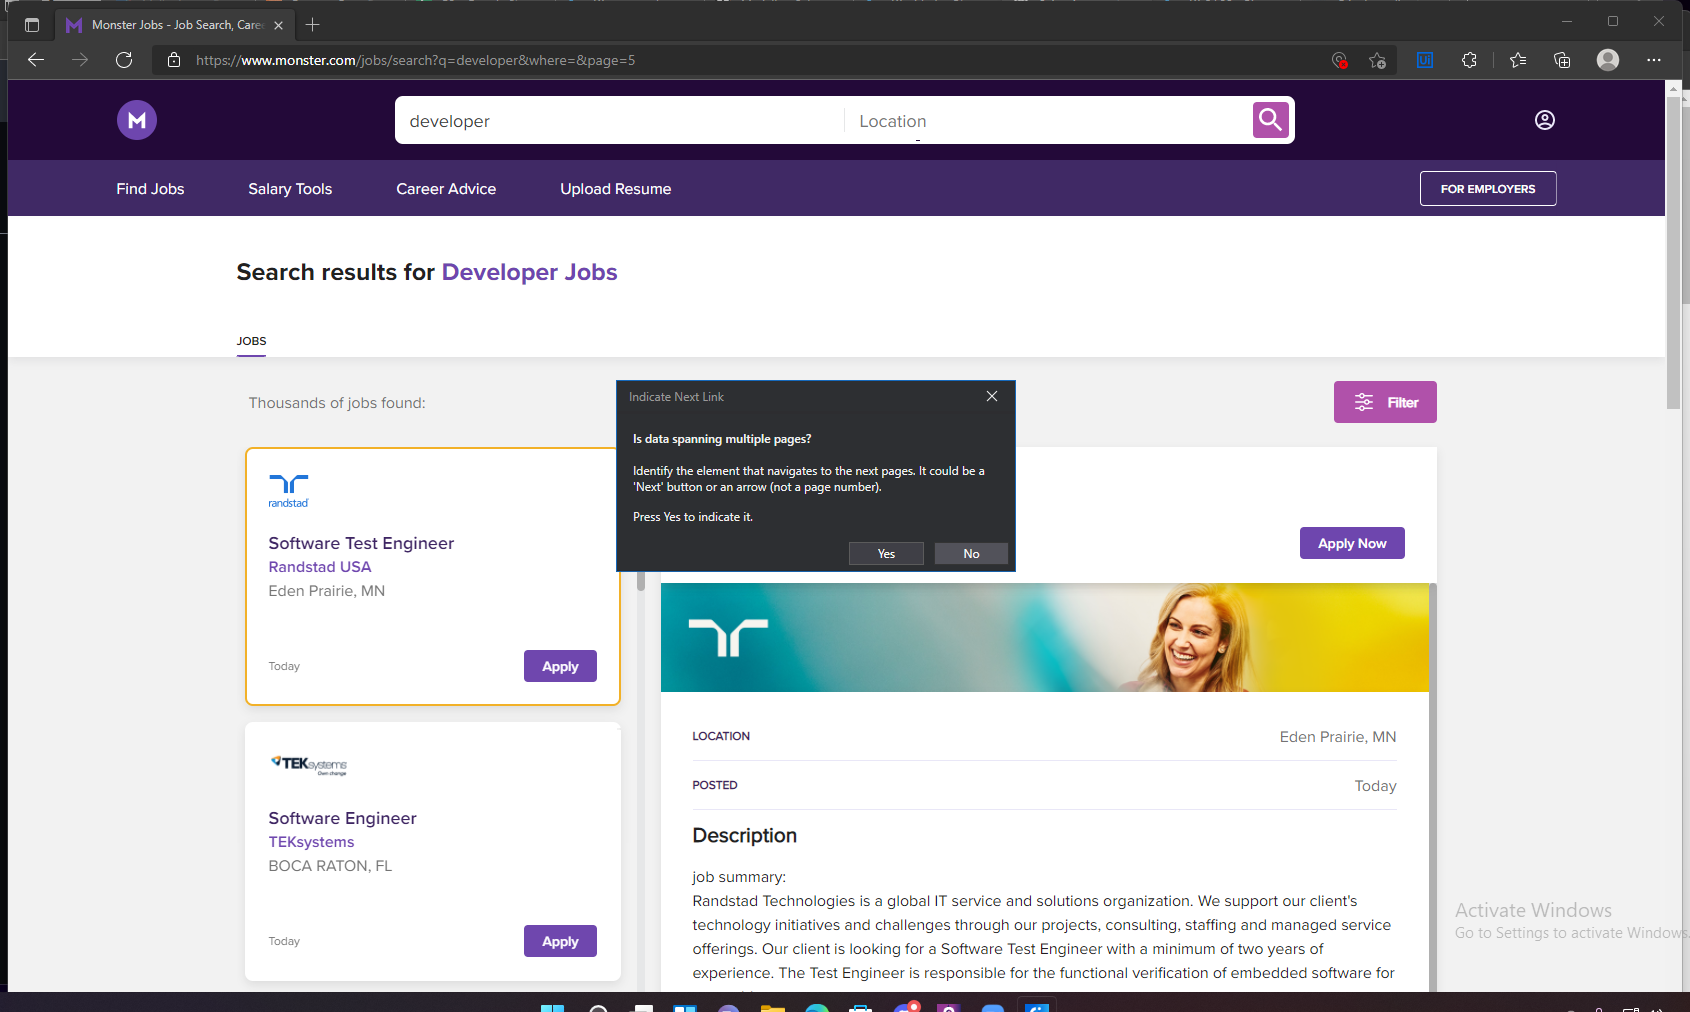 Monster Jobs - Job Search, Care
https://www.monster.com/jobs/search?q=developer&where=&page=5
UI
M
developer
Location
Find Jobs
Salary Tools
Career Advice
Upload Resume
FOR EMPLOYERS
Search results for Developer Jobs
JOBS
Thousands of jobs found:
Filter
Indicate Next Link
Is data spanning multiple pages?
Identify the element that navigates to the next pages. It could be a
'Next' button or an arrow (not a page number).
Press Yes to indicate it.
Yes
No
randstad
Software Test Engineer
Randstad USA
Eden Prairie, MN
Today
Apply
TEKsystems
Own change
Software Engineer
TEKsystems
BOCA RATON, FL
Today
Apply
Apply Now
LOCATION
Eden Prairie, MN
POSTED
Today
Description
job summary:
Randstad Technologies is a global IT service and solutions organization. We support our client's
technology initiatives and challenges through our projects, consulting, staffing and managed service
offerings. Our client is looking for a Software Test Engineer with a minimum of two years of
experience. The Test Engineer is responsible for the functional verification of embedded software for
Activate Windows
Go to Settings to activate Windows.